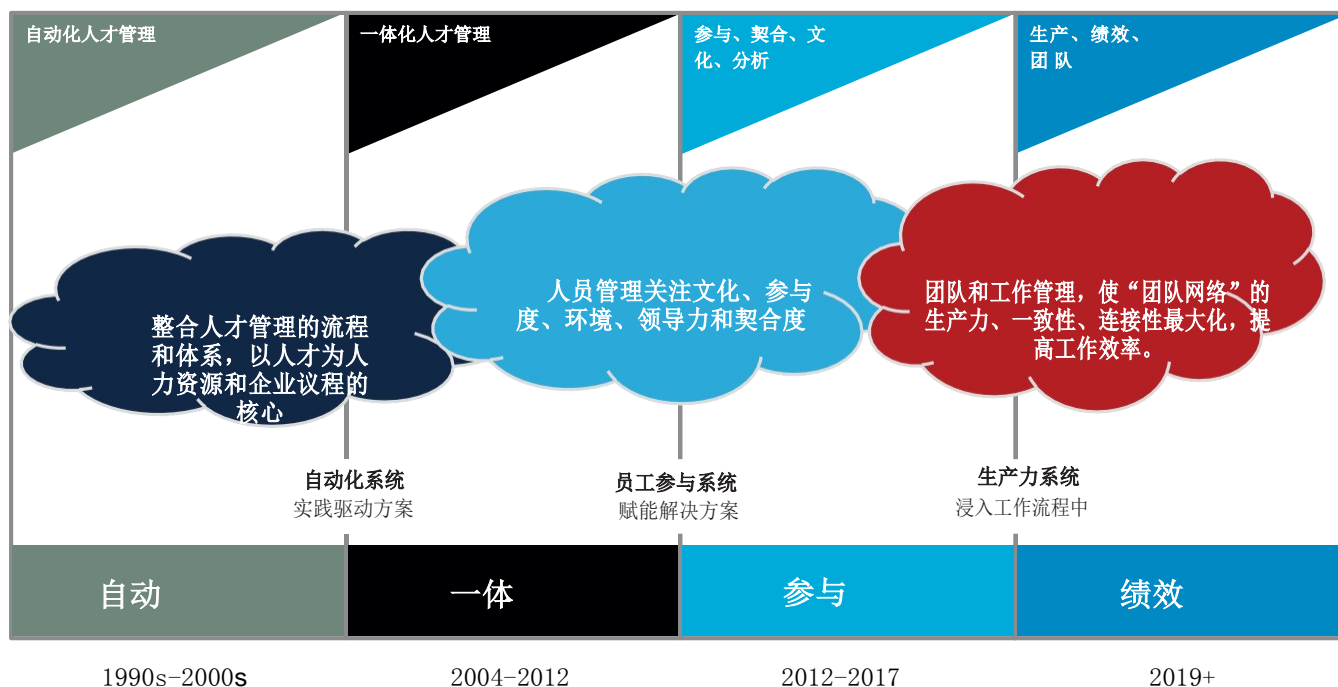 自动化人才管理
一体化人才管理
参与、契合、文
化、分析
生产、绩效、
团 队
整合人才管理的流程
和体系，以人才为人
力资源和企业议程的
核心
人员管理关注文化、参与
度、环境、领导力和契合度
团队和工作管理，使“团队网络”的
生产力、一致性、连接性最大化，提
高工作效率。
自动化系统
实践驱动方案
员工参与系统
赋能解决方案
生产力系统
浸入工作流程中
自动
一体
参与
绩效
1990s-2000s
2004-2012
2012-2017
2019+